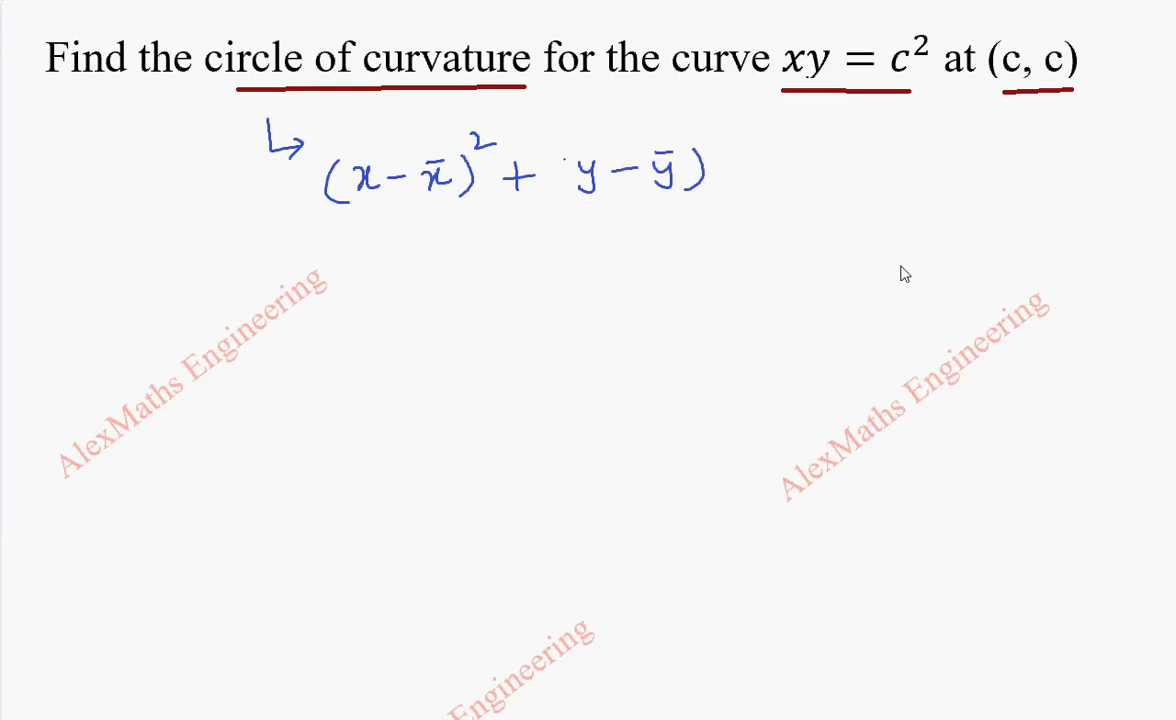 Find the circle of curvature for the curve xy = c² at (c, c)
↳ (x - x̄)² + y - ȳ)
AlexMaths Engineering
AlexMaths Engineering
Engineering